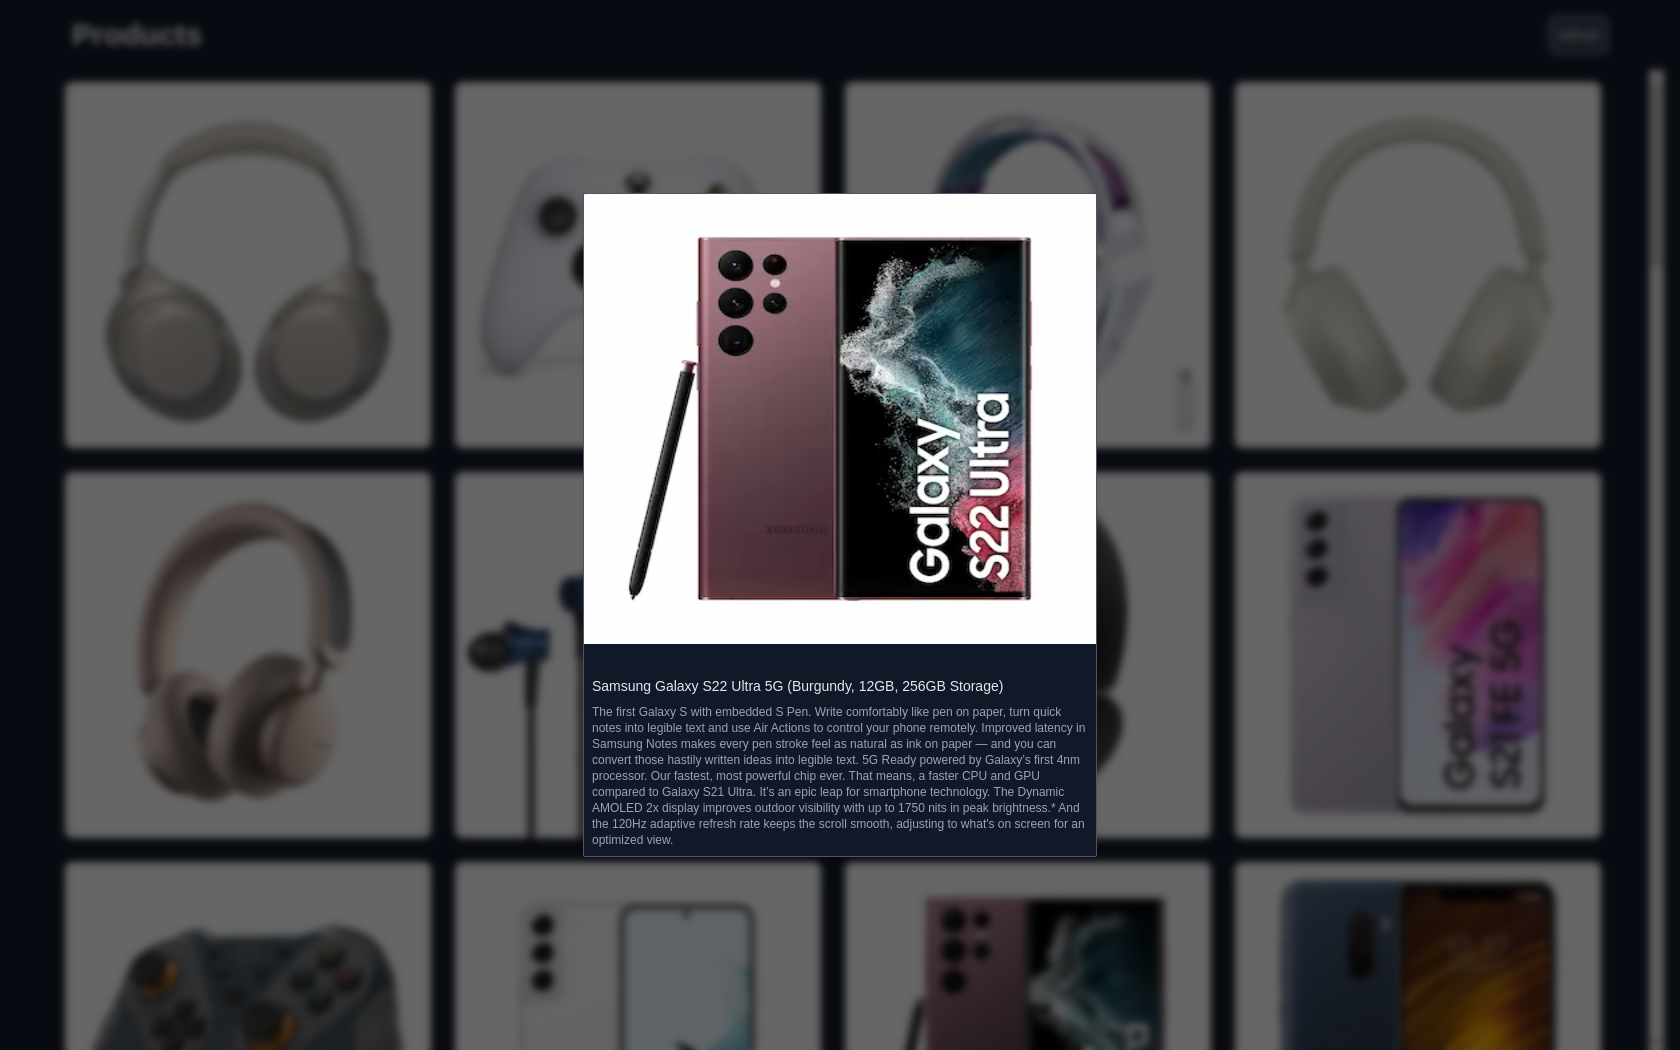 Products
Galaxy
S22 Ultra
SAMSUNG
Galaxy
S21 FE 5G
Samsung Galaxy S22 Ultra 5G (Burgundy, 12GB, 256GB Storage)
The first Galaxy S with embedded S Pen. Write comfortably like pen on paper, turn quick
notes into legible text and use Air Actions to control your phone remotely. Improved latency in
Samsung Notes makes every pen stroke feel as natural as ink on paper — and you can
convert those hastily written ideas into legible text. 5G Ready powered by Galaxy’s first 4nm
processor. Our fastest, most powerful chip ever. That means, a faster CPU and GPU
compared to Galaxy S21 Ultra. It’s an epic leap for smartphone technology. The Dynamic
AMOLED 2x display improves outdoor visibility with up to 1750 nits in peak brightness.* And
the 120Hz adaptive refresh rate keeps the scroll smooth, adjusting to what's on screen for an
optimized view.